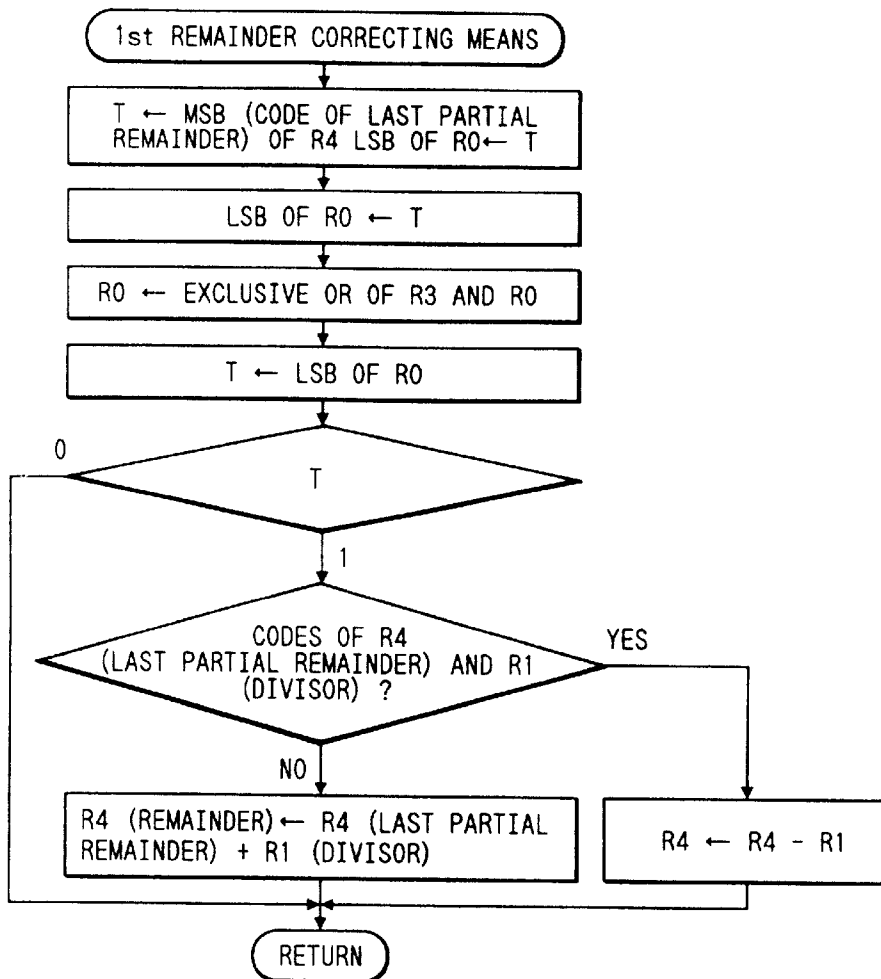 1st REMAINDER CORRECTING MEANS
T ← MSB (CODE OF LAST PARTIAL
REMAINDER) OF R4 LSB OF R0← T
LSB OF R0 ← T
R0 ← EXCLUSIVE OR OF R3 AND R0
T ← LSB OF R0
0
T
1
CODES OF R4
(LAST PARTIAL REMAINDER) AND R1
(DIVISOR) ?
YES
NO
R4 (REMAINDER)← R4 (LAST PARTIAL
REMAINDER) + R1 (DIVISOR)
R4 ← R4 - R1
RETURN